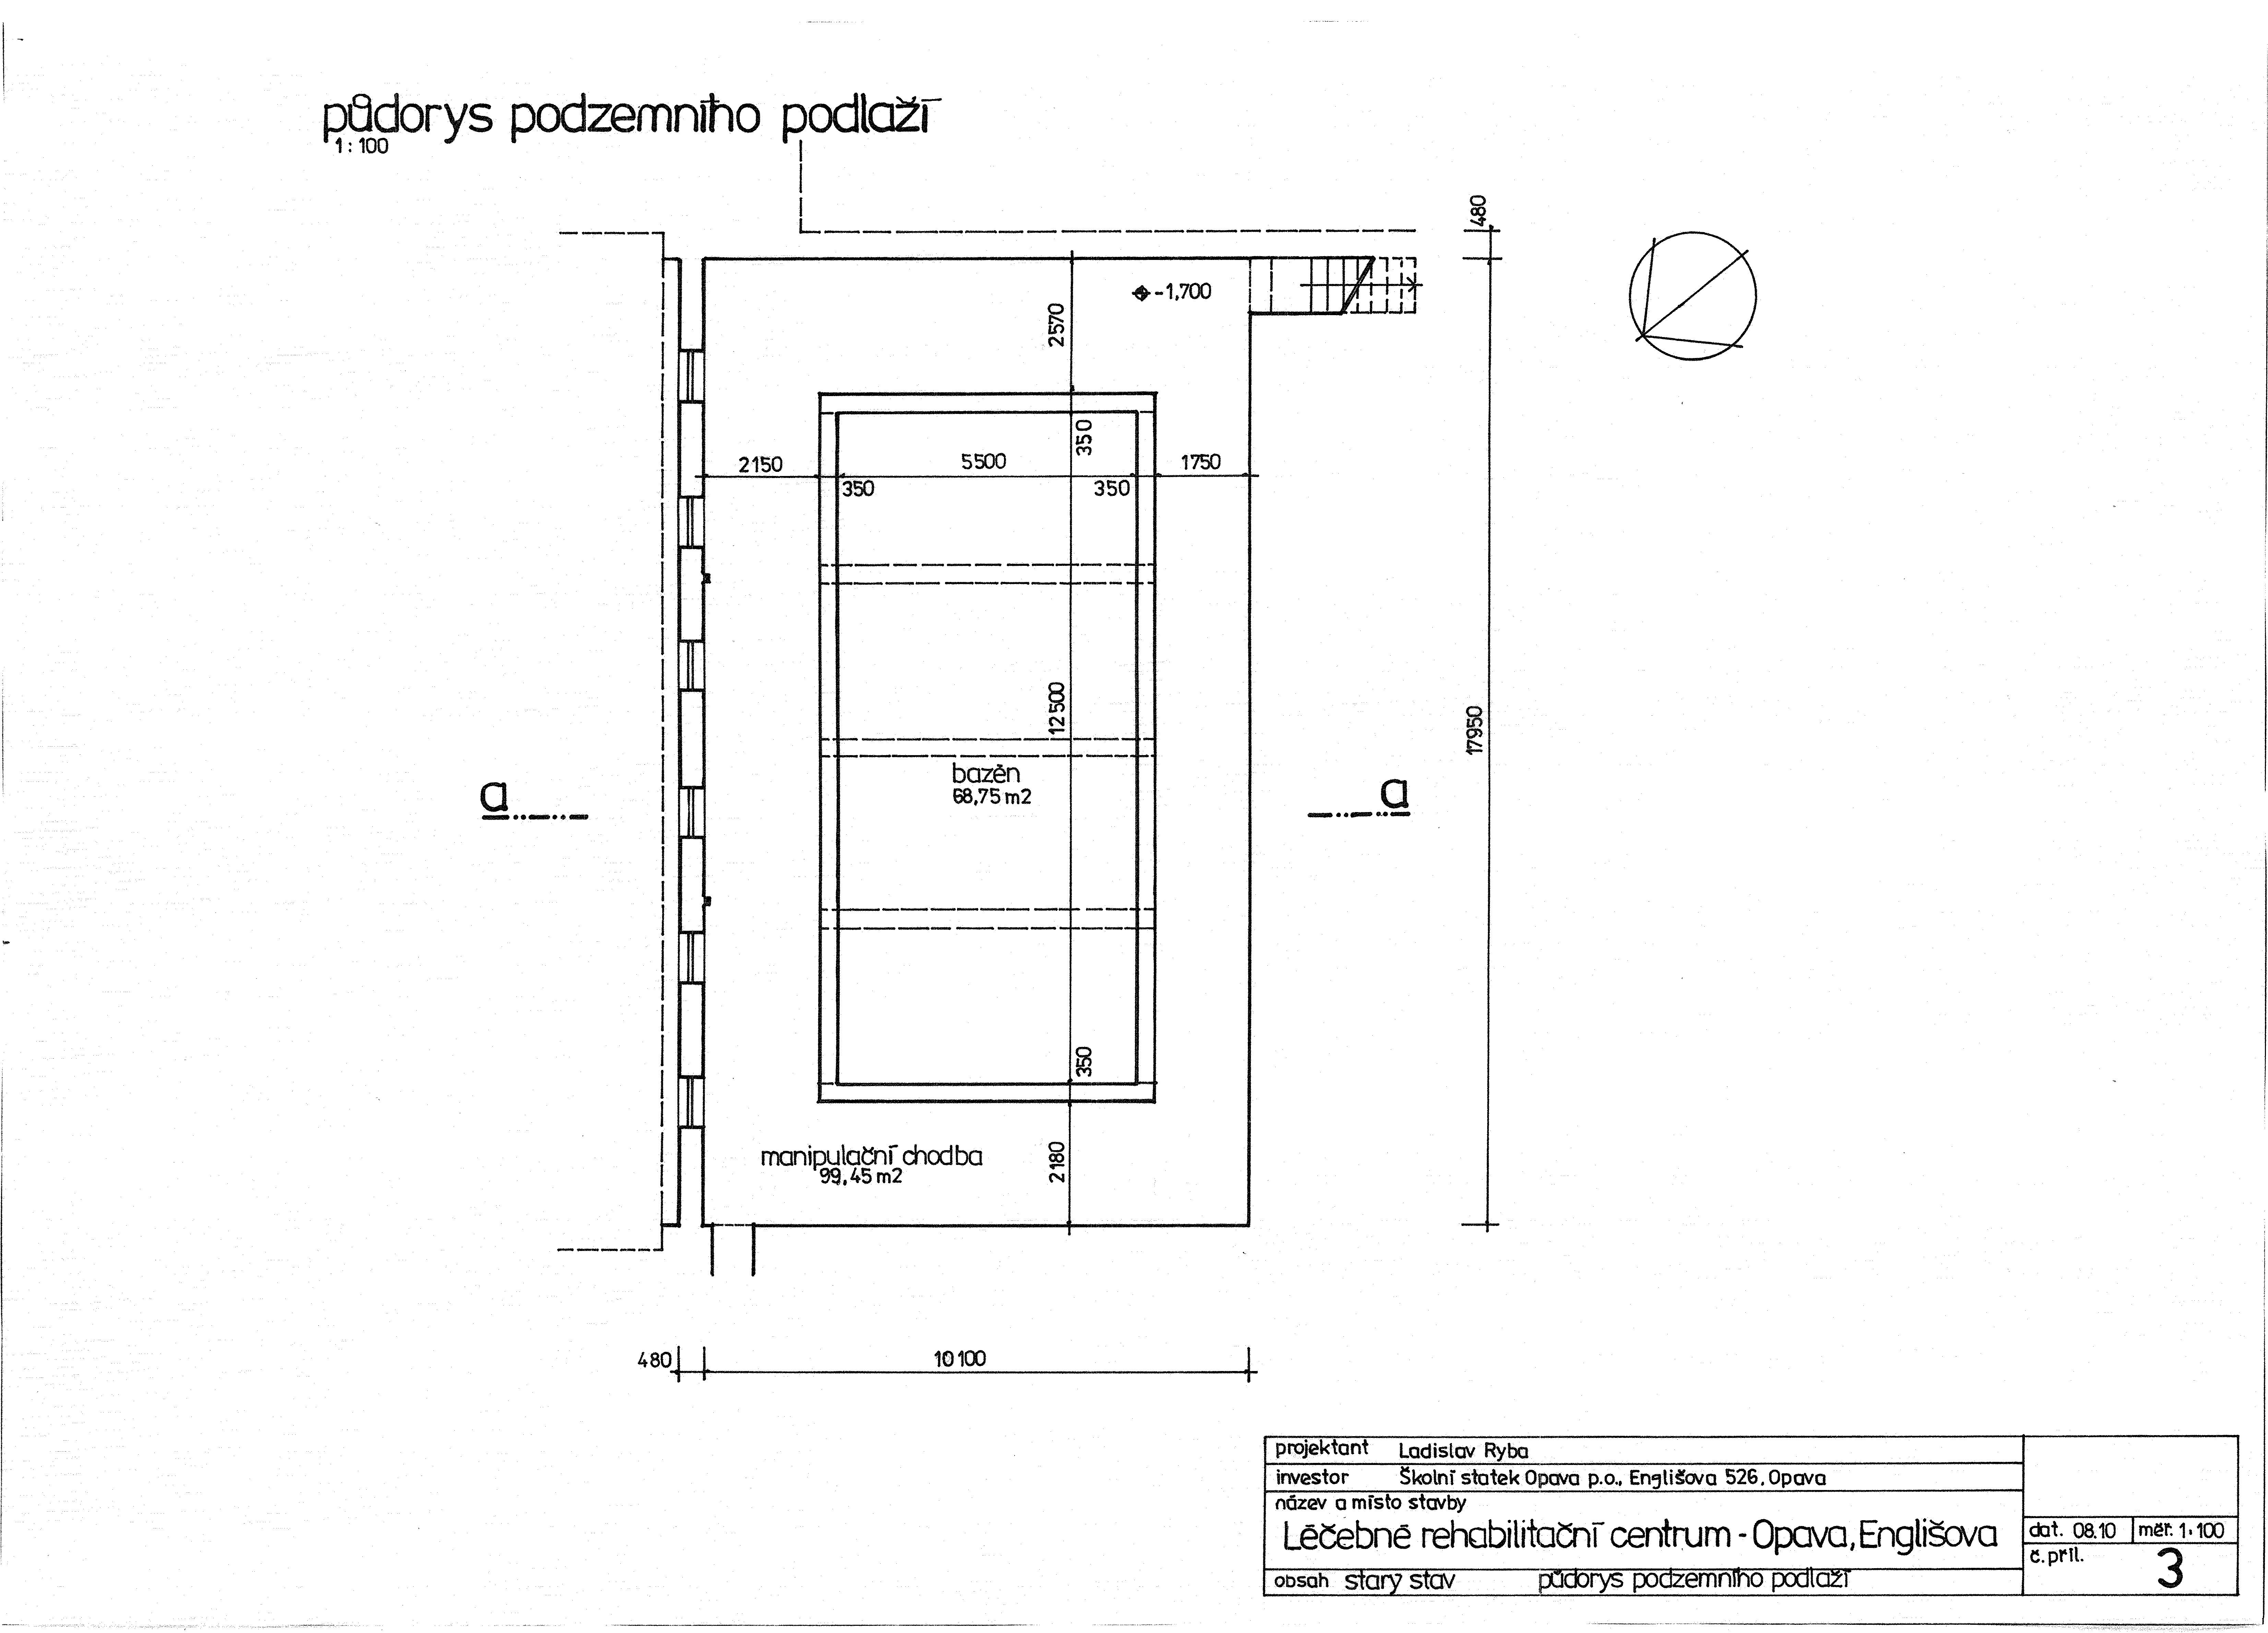 půdorys podzemního podlaží
1:100
480
-1,700
2570
350
2150
5500
1750
350
350
12500
17950
bazén
68,75 m2
a
a
350
manipulační chodba
99,45 m2
2180
480
10100
projektant Ladislav Ryba
investor Školní statek Opava p.o., Englišova 526, Opava
název a místo stavby
Léčebné rehabilitační centrum - Opava, Englišova
dat. 08.10 měř. 1:100
č. příl.
3
obsah starý stav půdorys podzemního podlaží